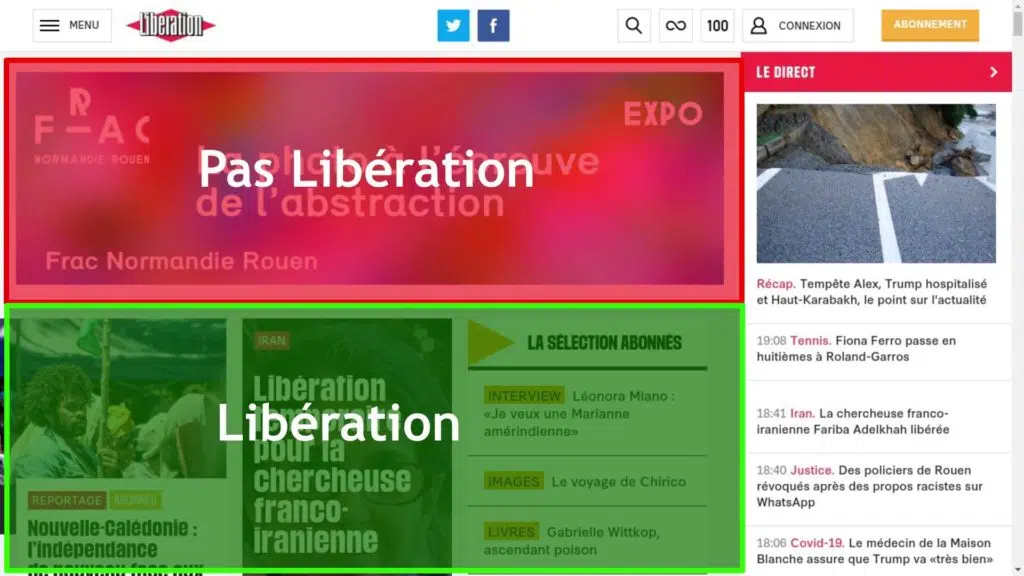 MENU
Libération
100
CONNEXION
ABONNEMENT
FRAC
NORMANDIE ROUEN
EXPO
La photo à l'épreuve
de l'abstraction
Pas Libération
Frac Normandie Rouen
REPORTAGE ABONNÉS
Nouvelle-Calédonie :
l'indépendance
de nouveau face aux
IRAN
Libération
pour la
chercheuse
franco-
iranienne
Libération
LA SÉLECTION ABONNÉS
INTERVIEW Léonora Miano :
«Je veux une Marianne
amérindienne»
IMAGES Le voyage de Chirico
LIVRES Gabrielle Wittkop,
ascendant poison
LE DIRECT
Récap. Tempête Alex, Trump hospitalisé
et Haut-Karabakh, le point sur l'actualité
19:08 Tennis. Fiona Ferro passe en
huitièmes à Roland-Garros
18:41 Iran. La chercheuse franco-
iranienne Fariba Adelkhah libérée
18:40 Justice. Des policiers de Rouen
révoqués après des propos racistes sur
WhatsApp
18:06 Covid-19. Le médecin de la Maison
Blanche assure que Trump va «très bien»